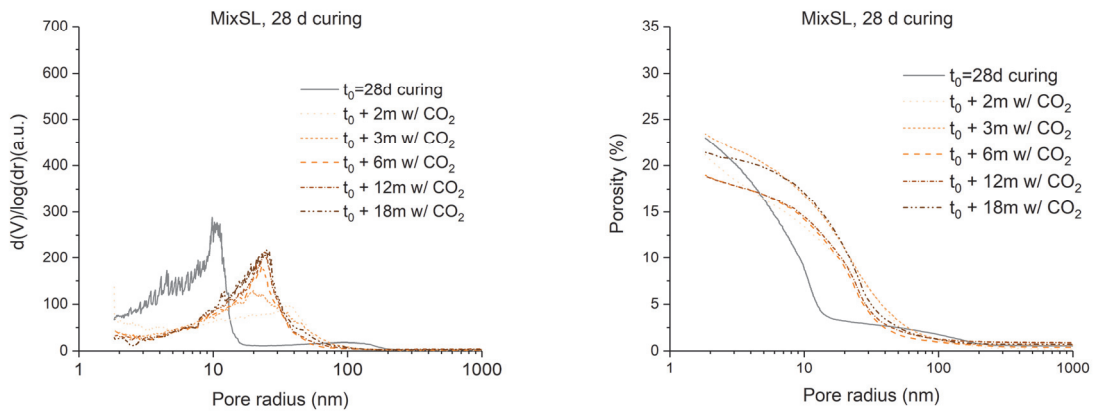 MixSL, 28 d curing
700
600
500
400
300
200
100
0
d(V)/log(dr)(a.u.)
t₀=28d curing
t₀ + 2m w/ CO₂
t₀ + 3m w/ CO₂
t₀ + 6m w/ CO₂
t₀ + 12m w/ CO₂
t₀ + 18m w/ CO₂
1 10 100 1000
Pore radius (nm)
MixSL, 28 d curing
35
30
25
20
15
10
5
0
Porosity (%)
t₀=28d curing
t₀ + 2m w/ CO₂
t₀ + 3m w/ CO₂
t₀ + 6m w/ CO₂
t₀ + 12m w/ CO₂
t₀ + 18m w/ CO₂
1 10 100 1000
Pore radius (nm)